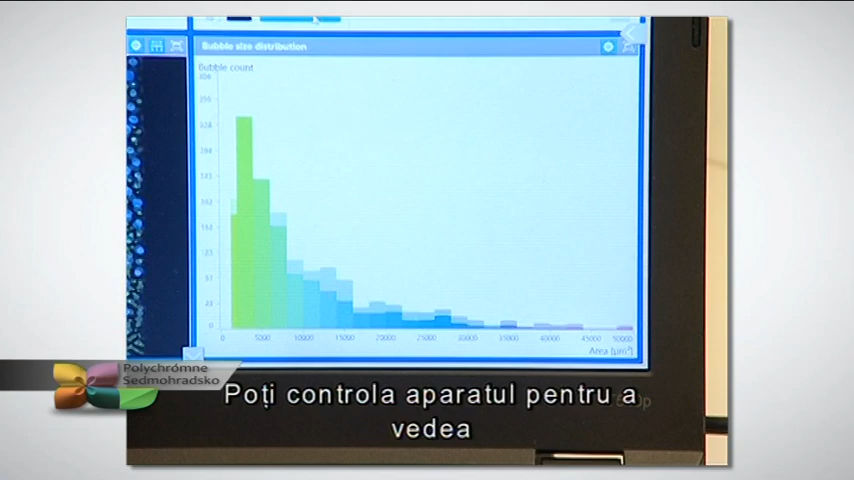 Bubble size distribution
Bubble count
0
5000
10000
15000
20000
25000
30000
35000
40000
45000
50000
Area [µm²]
Polychrómne
Sedmohradsko
Poți controla aparatul pentru a
vedea